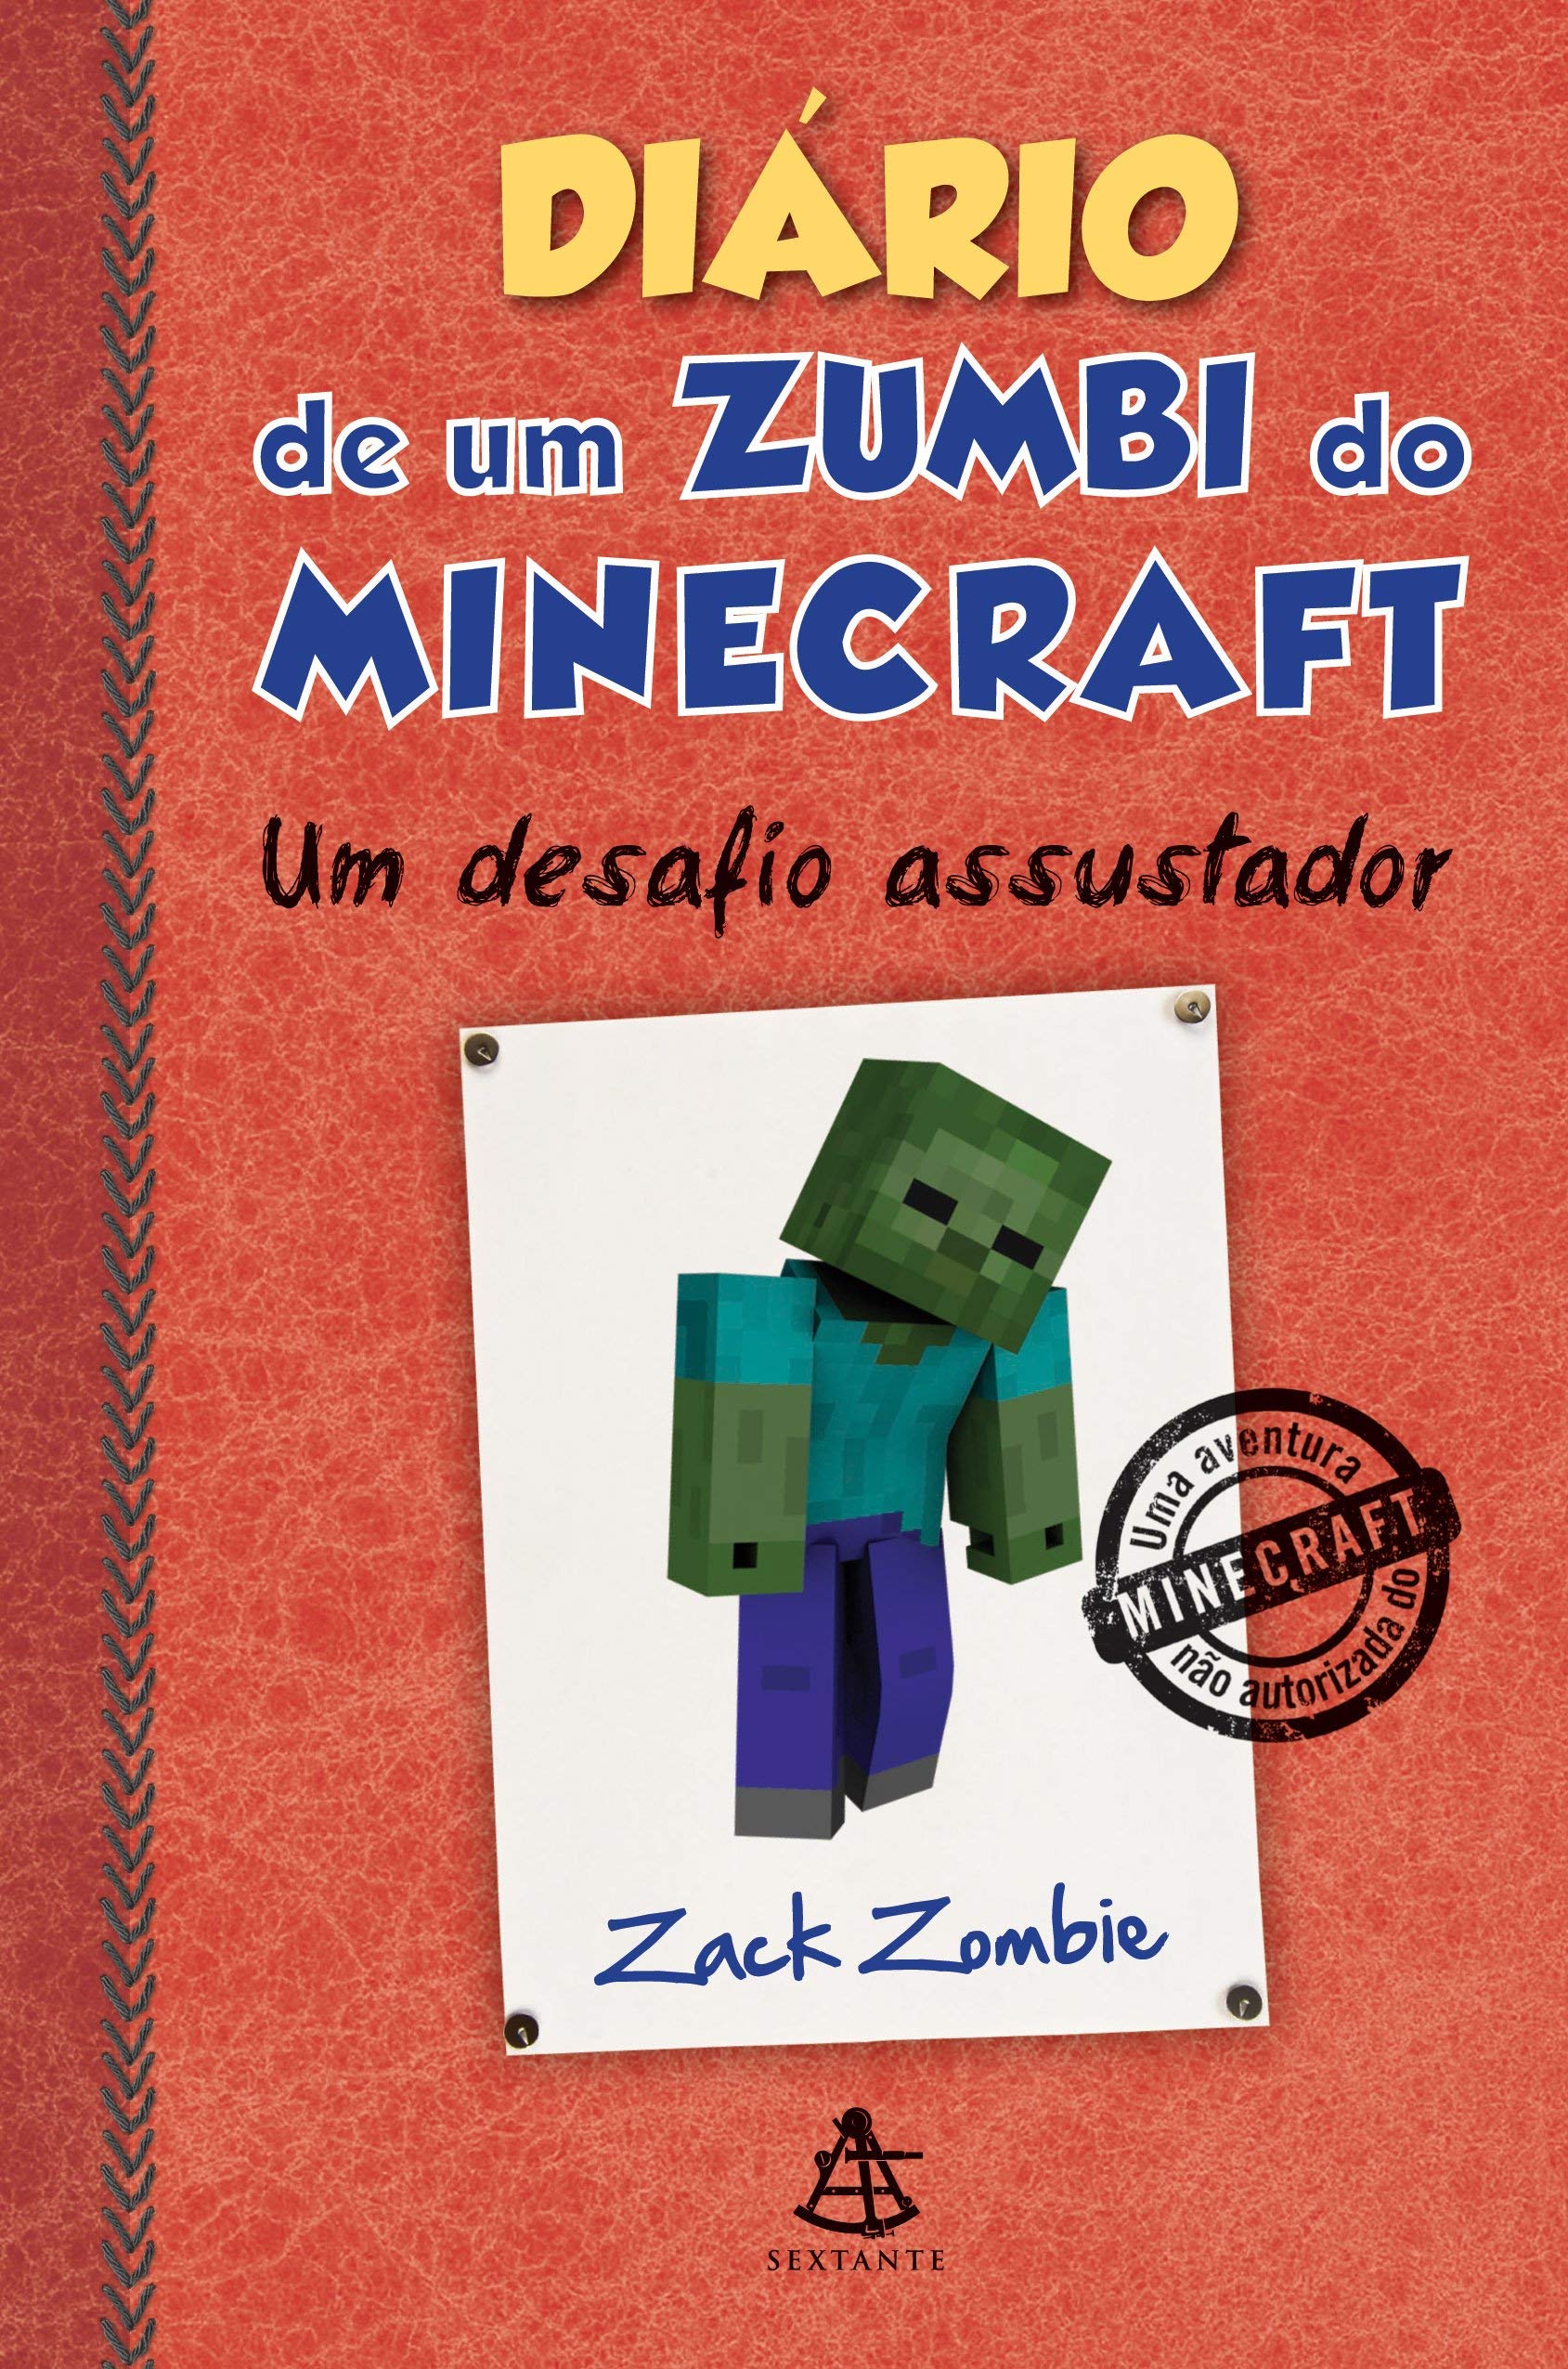 DIÁRIO
de um ZUMBI do
MINECRAFT
Um desafio assustador
Uma aventura
MINECRAFT
não autorizada do
Zack Zombie
SEXTANTE